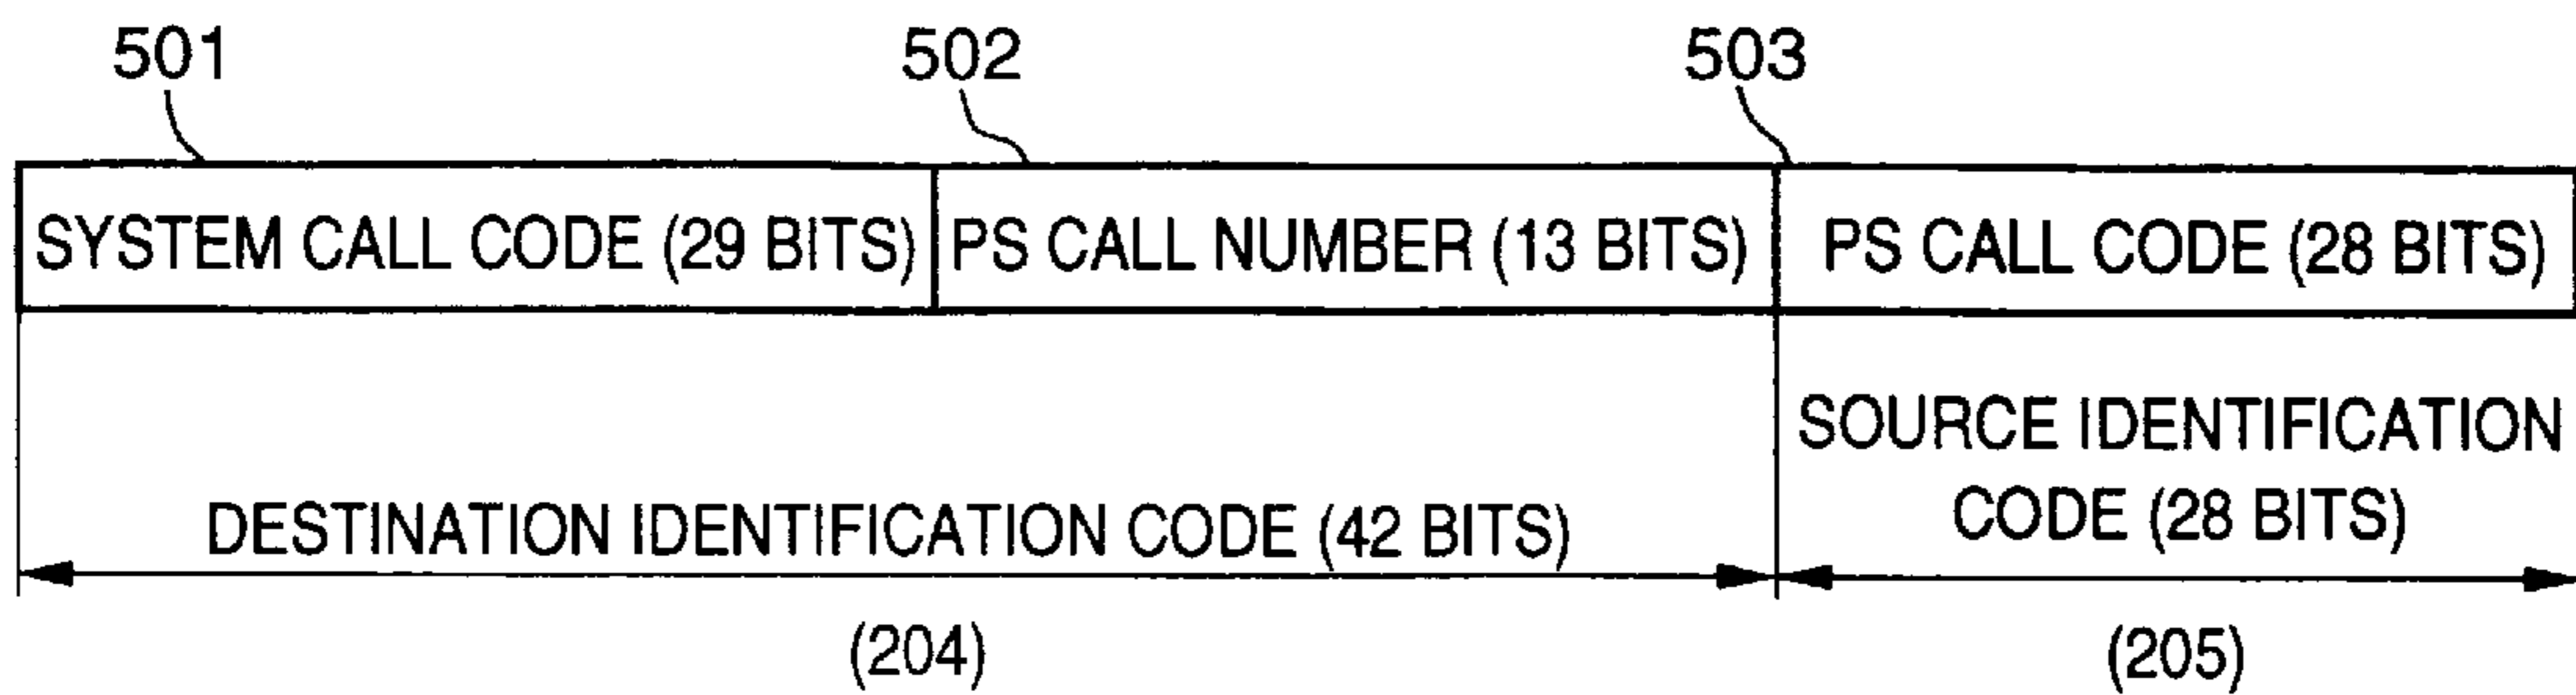 501 502 503
SYSTEM CALL CODE (29 BITS) PS CALL NUMBER (13 BITS) PS CALL CODE (28 BITS)
SOURCE IDENTIFICATION
DESTINATION IDENTIFICATION CODE (42 BITS) CODE (28 BITS)
(204) (205)